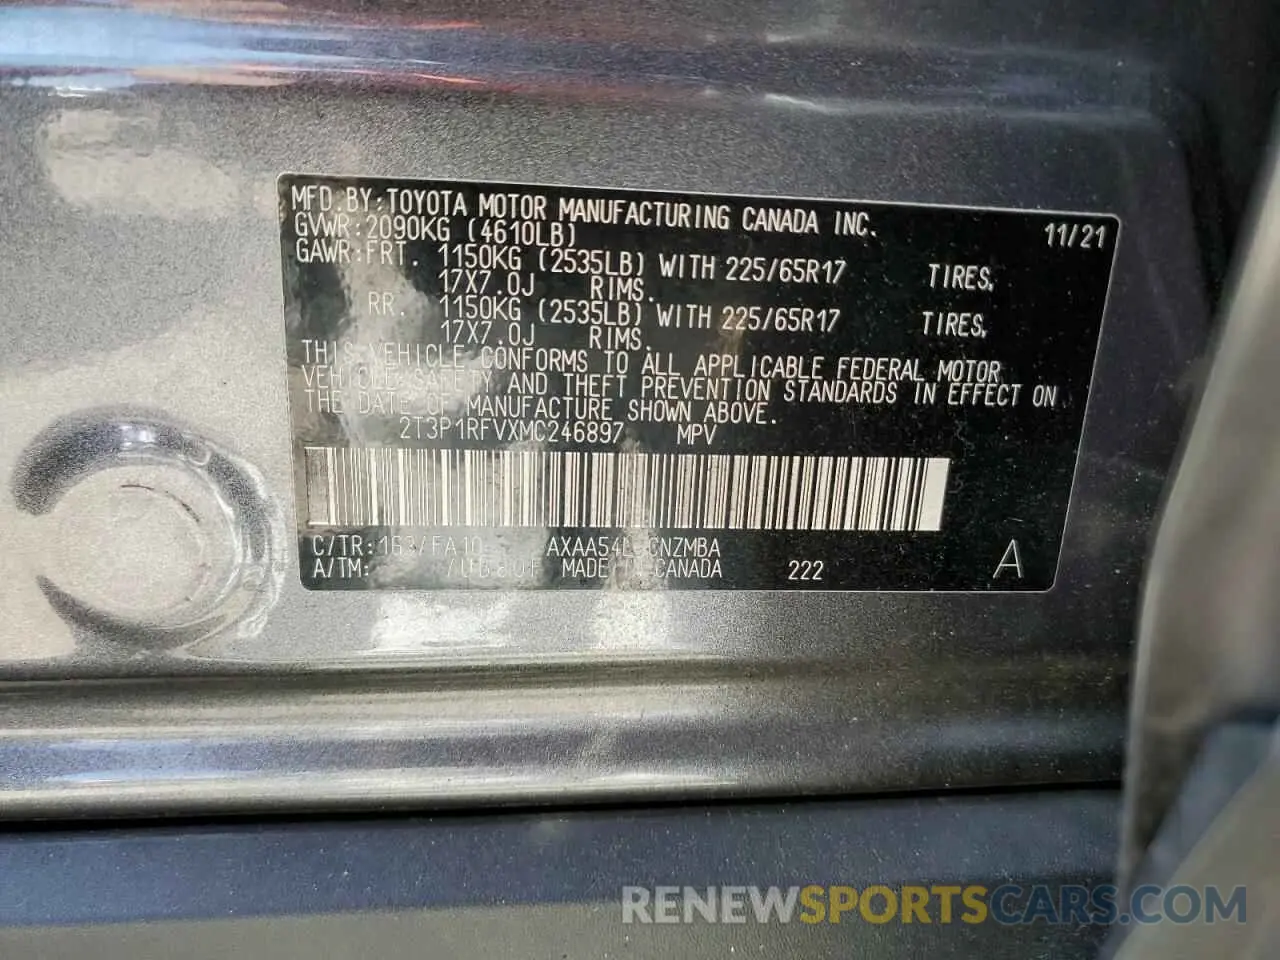 MFD.BY:TOYOTA MOTOR MANUFACTURING CANADA INC. 11/21
GVWR:2090KG (4610LB)
GAWR:FRT. 1150KG (2535LB) WITH 225/65R17 TIRES,
17X7.0J RIMS.
RR. 1150KG (2535LB) WITH 225/65R17 TIRES,
17X7.0J RIMS.
THIS VEHICLE CONFORMS TO ALL APPLICABLE FEDERAL MOTOR
VEHICLE SAFETY AND THEFT PREVENTION STANDARDS IN EFFECT ON
THE DATE OF MANUFACTURE SHOWN ABOVE.
2T3P1RFVXMC246897 MPV
C/TR:
A/TM: MADE IN CANADA 222 A
RENEWSPORTSCARS.COM